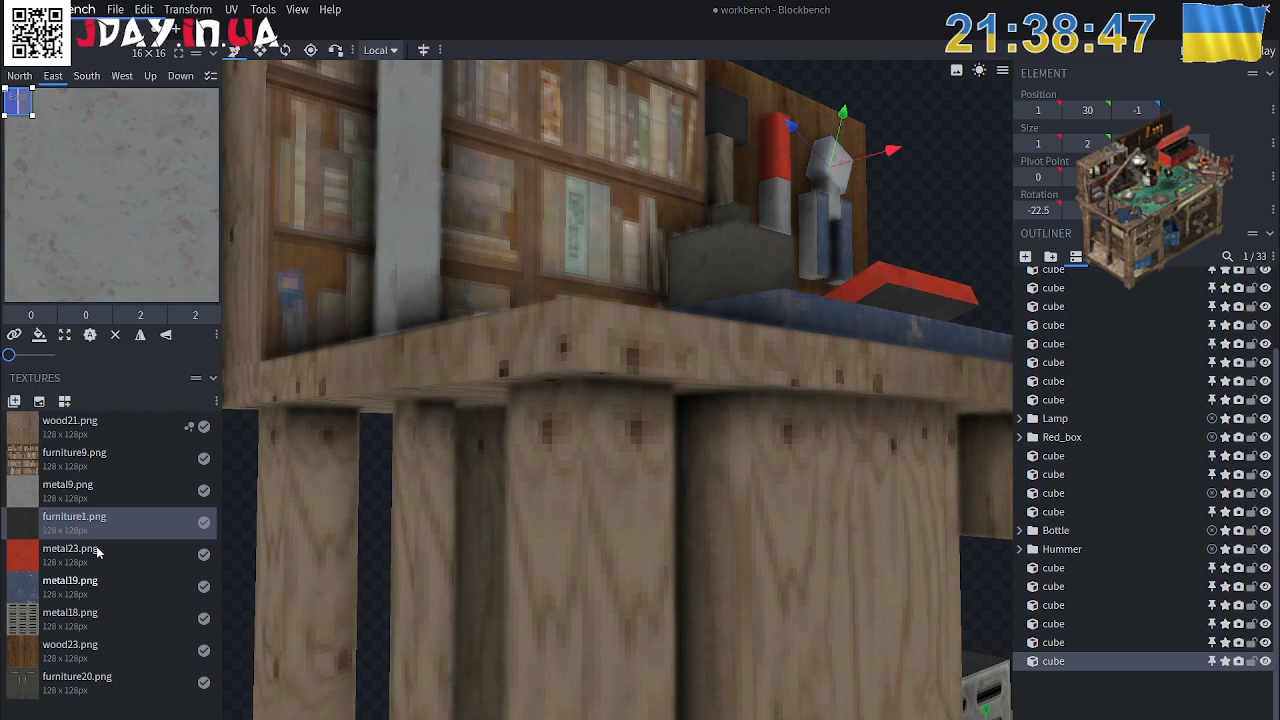 ench File Edit Transform UV Tools View Help
workbench - Blockbench
JDAY.in.UA
21:38:47
16×16
Local
lay
North East South West Up Down
East
ELEMENT
Position
1 30 -1
Size
1 2
Pivot Point
0
Rotation
-22.5
OUTLINER
1 / 33
0 0 2 2
TEXTURES
wood21.png
128 x 128px
furniture9.png
128 x 128px
metal9.png
128 x 128px
furniture1.png
128 x 128px
metal23.png
128 x 128px
metal19.png
128 x 128px
metal18.png
128 x 128px
wood23.png
128 x 128px
furniture20.png
128 x 128px
cube
cube
cube
cube
cube
cube
cube
cube
Lamp
Red_box
cube
cube
cube
Bottle
Hummer
cube
cube
cube
cube
cube
cube